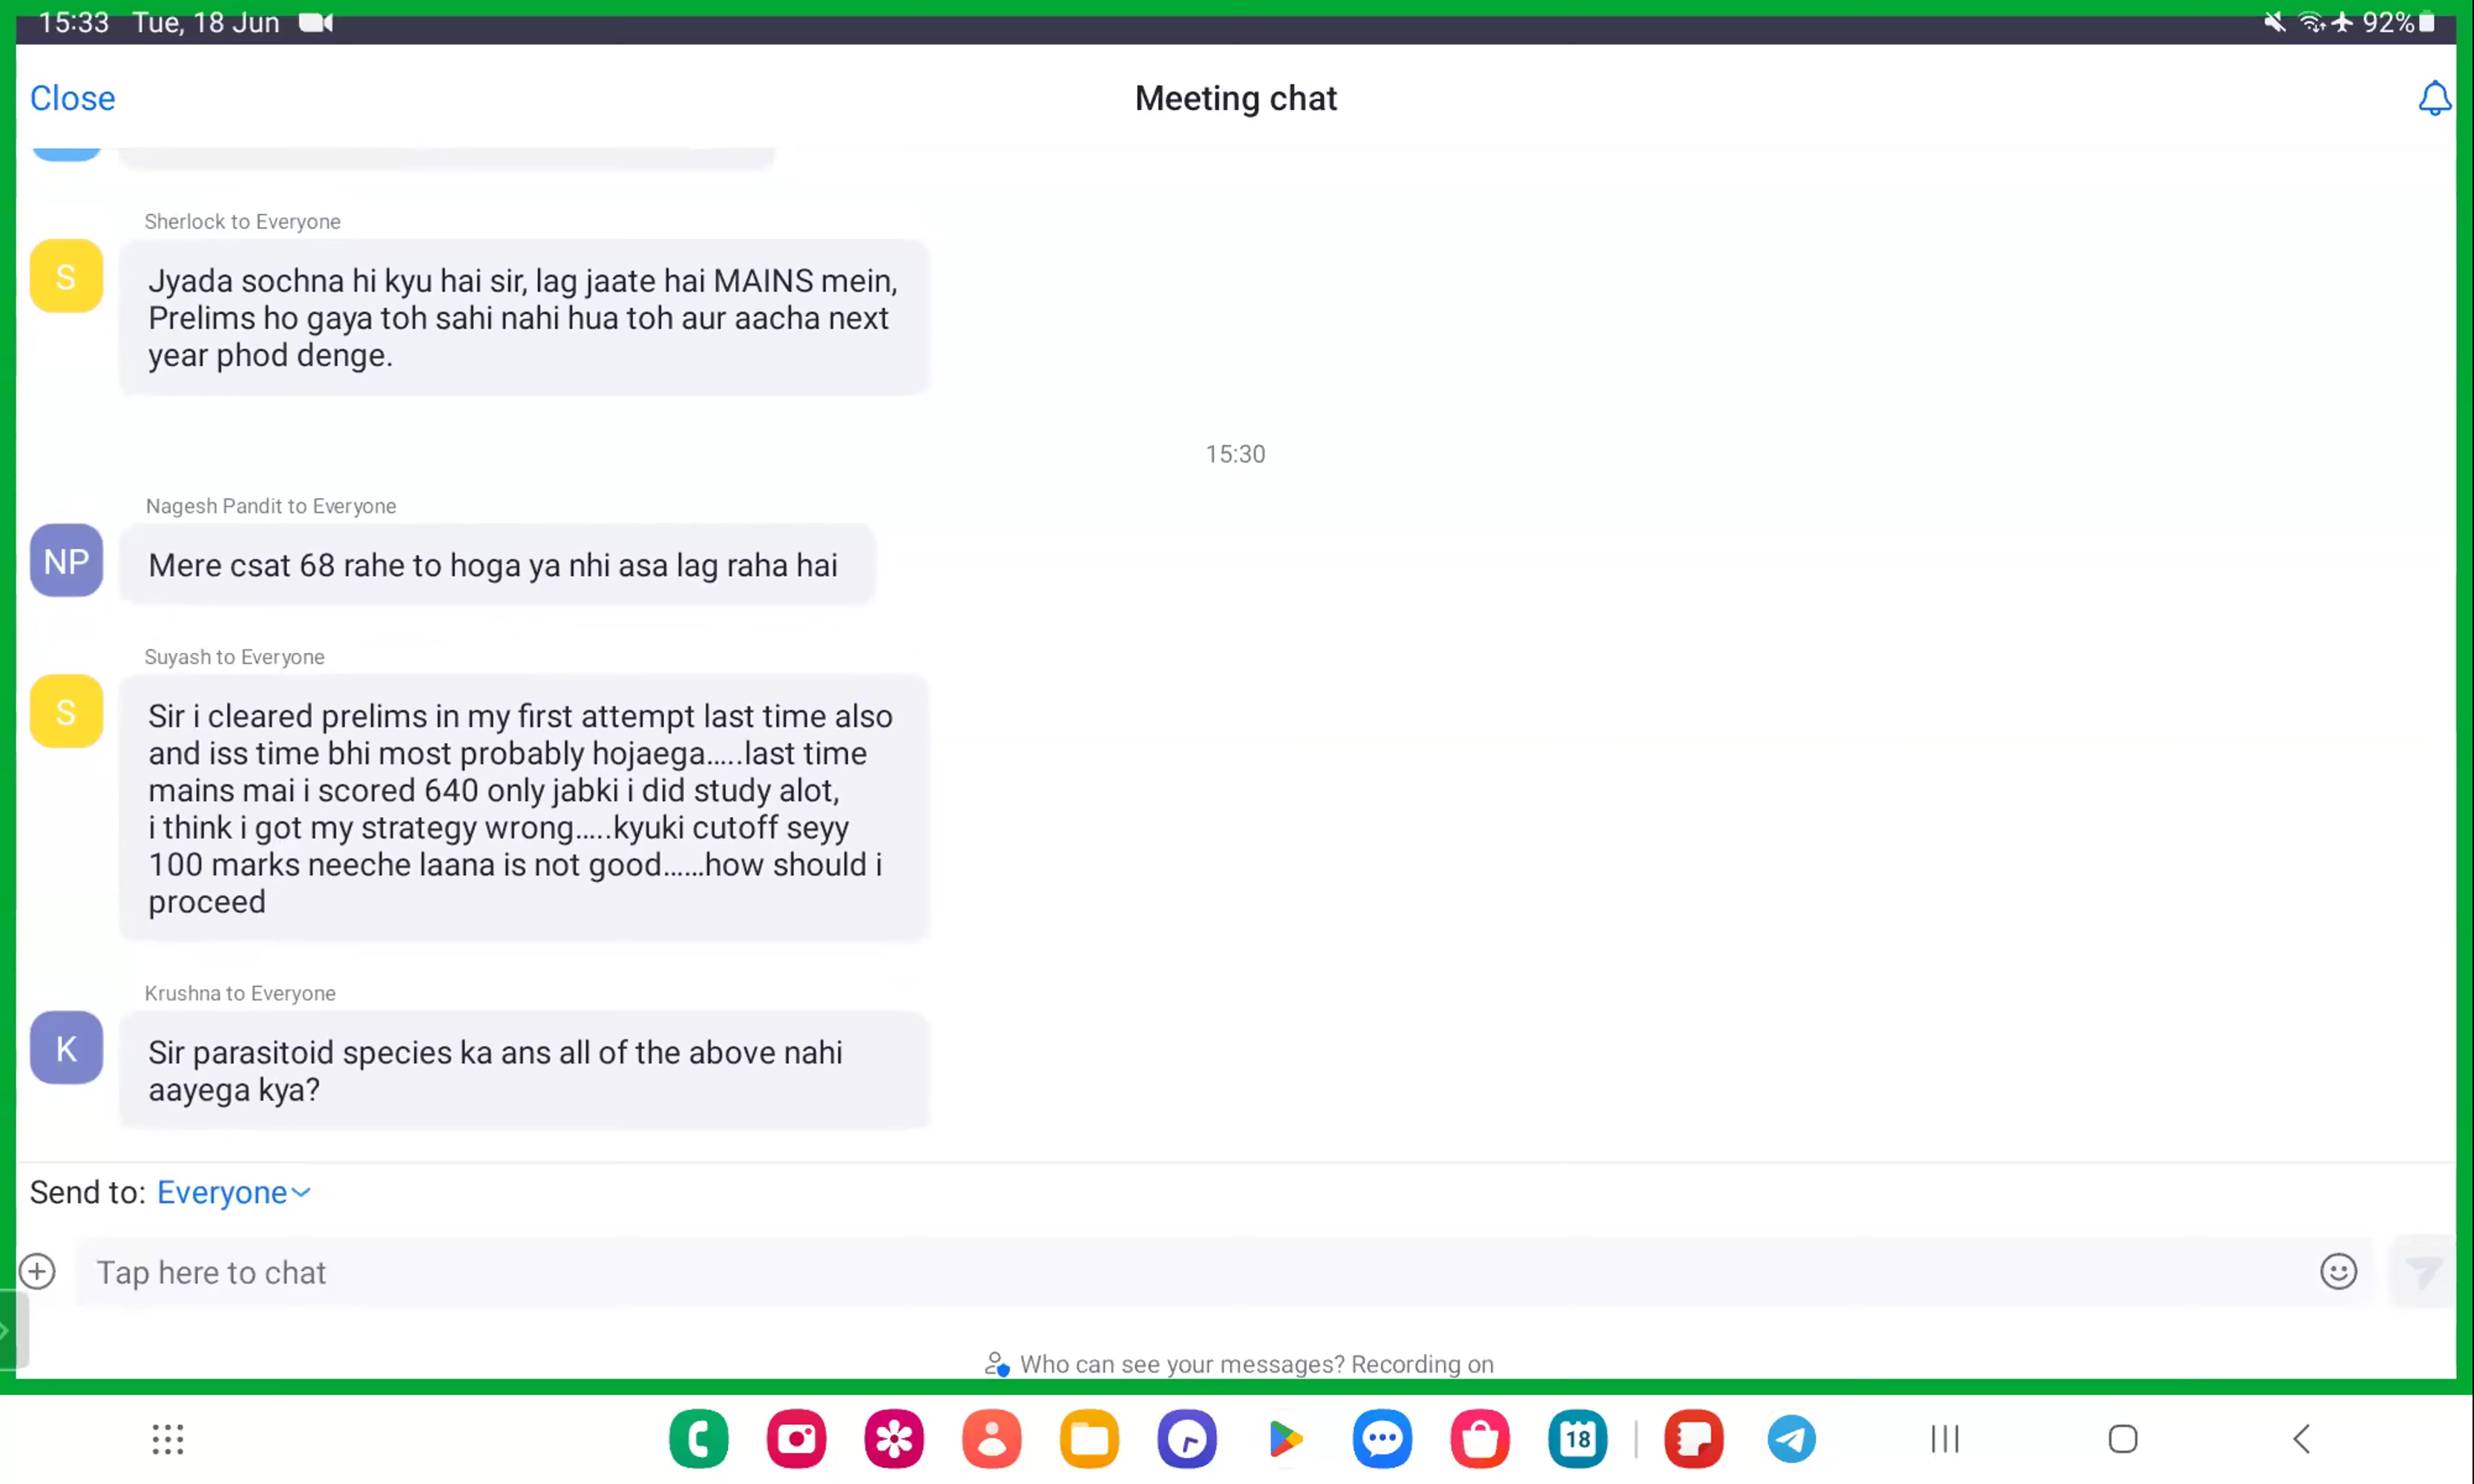 15:33 Tue, 18 Jun 92%
Close Meeting chat
Sherlock to Everyone
S
Jyada sochna hi kyu hai sir, lag jaate hai MAINS mein,
Prelims ho gaya toh sahi nahi hua toh aur aacha next
year phod denge.
15:30
Nagesh Pandit to Everyone
NP
Mere csat 68 rahe to hoga ya nhi asa lag raha hai
Suyash to Everyone
S
Sir i cleared prelims in my first attempt last time also
and iss time bhi most probably hojaega.....last time
mains mai i scored 640 only jabki i did study alot,
i think i got my strategy wrong.....kyuki cutoff seyy
100 marks neeche laana is not good......how should i
proceed
Krushna to Everyone
K
Sir parasitoid species ka ans all of the above nahi
aayega kya?
Send to: Everyone
Tap here to chat
Who can see your messages? Recording on
18